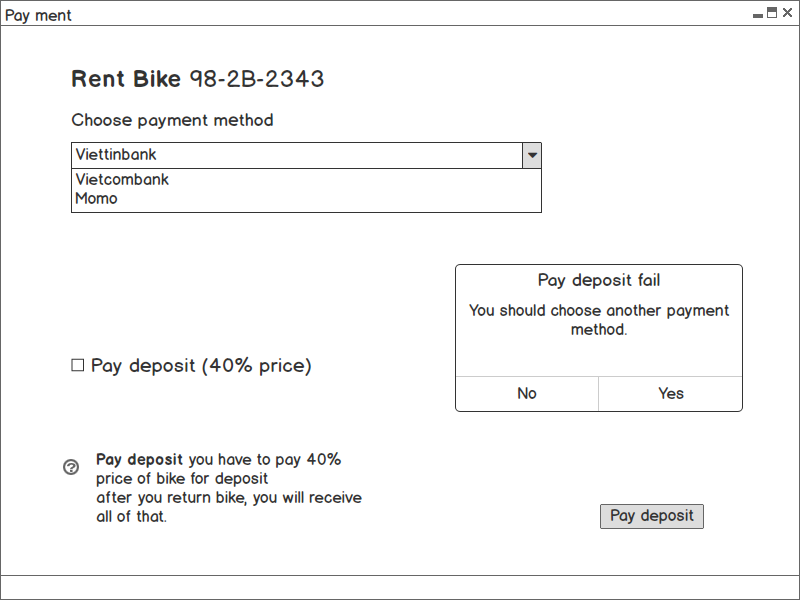 Pay ment
Rent Bike 98-2B-2343
Choose payment method
Viettinbank
Vietcombank
Momo
Pay deposit fail
You should choose another payment
method.
No
Yes
Pay deposit (40% price)
Pay deposit you have to pay 40%
price of bike for deposit
after you return bike, you will receive
all of that.
Pay deposit